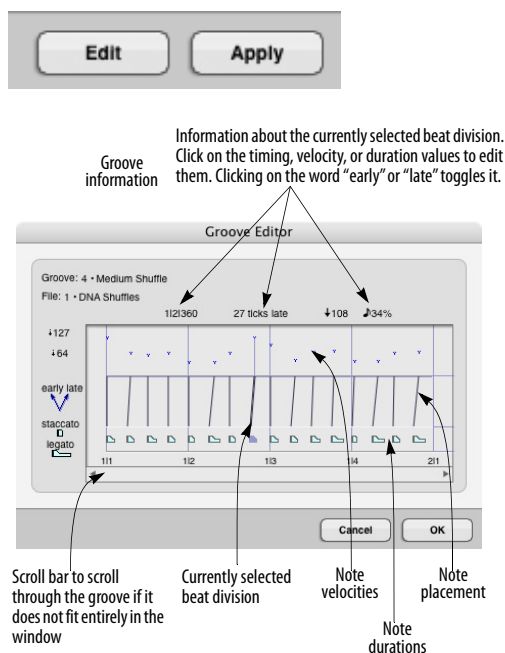 Edit
Apply
Information about the currently selected beat division.
Click on the timing, velocity, or duration values to edit
them. Clicking on the word “early” or “late” toggles it.
Groove
information
Groove Editor
Groove: 4 • Medium Shuffle
File: 1 • DNA Shuffles
1|2|360
27 ticks late
↓108
♪34%
↓127
↓64
early late
staccato
legato
1|1
1|2
1|3
1|4
2|1
Cancel
OK
Scroll bar to scroll
through the groove if it
does not fit entirely in the
window
Currently selected
beat division
Note
velocities
Note
placement
Note
durations